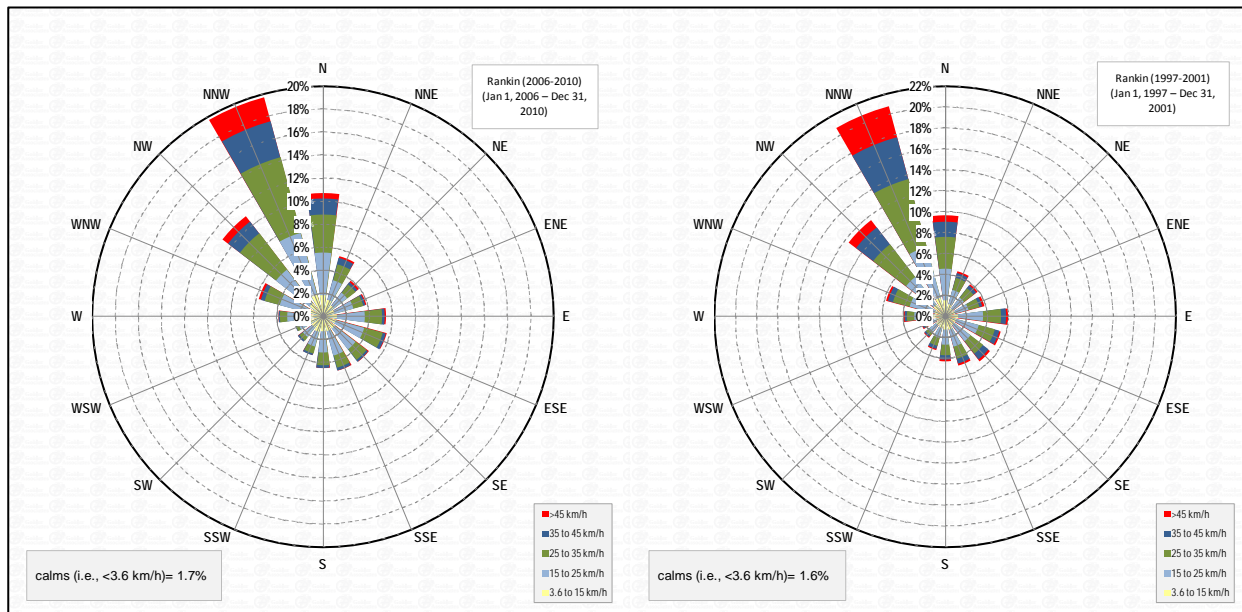 Rankin (2006-2010)
(Jan 1, 2006 – Dec 31,
2010)
N
NNE
NE
ENE
E
ESE
SE
SSE
S
SSW
SW
WSW
W
WNW
NW
NNW
20%
18%
16%
14%
12%
10%
8%
6%
4%
2%
0%
>45 km/h
35 to 45 km/h
25 to 35 km/h
15 to 25 km/h
3.6 to 15 km/h
calms (i.e., <3.6 km/h)= 1.7%
Rankin (1997-2001)
(Jan 1, 1997 – Dec 31,
2001)
N
NNE
NE
ENE
E
ESE
SE
SSE
S
SSW
SW
WSW
W
WNW
NW
NNW
22%
20%
18%
16%
14%
12%
10%
8%
6%
4%
2%
0%
>45 km/h
35 to 45 km/h
25 to 35 km/h
15 to 25 km/h
3.6 to 15 km/h
calms (i.e., <3.6 km/h)= 1.6%